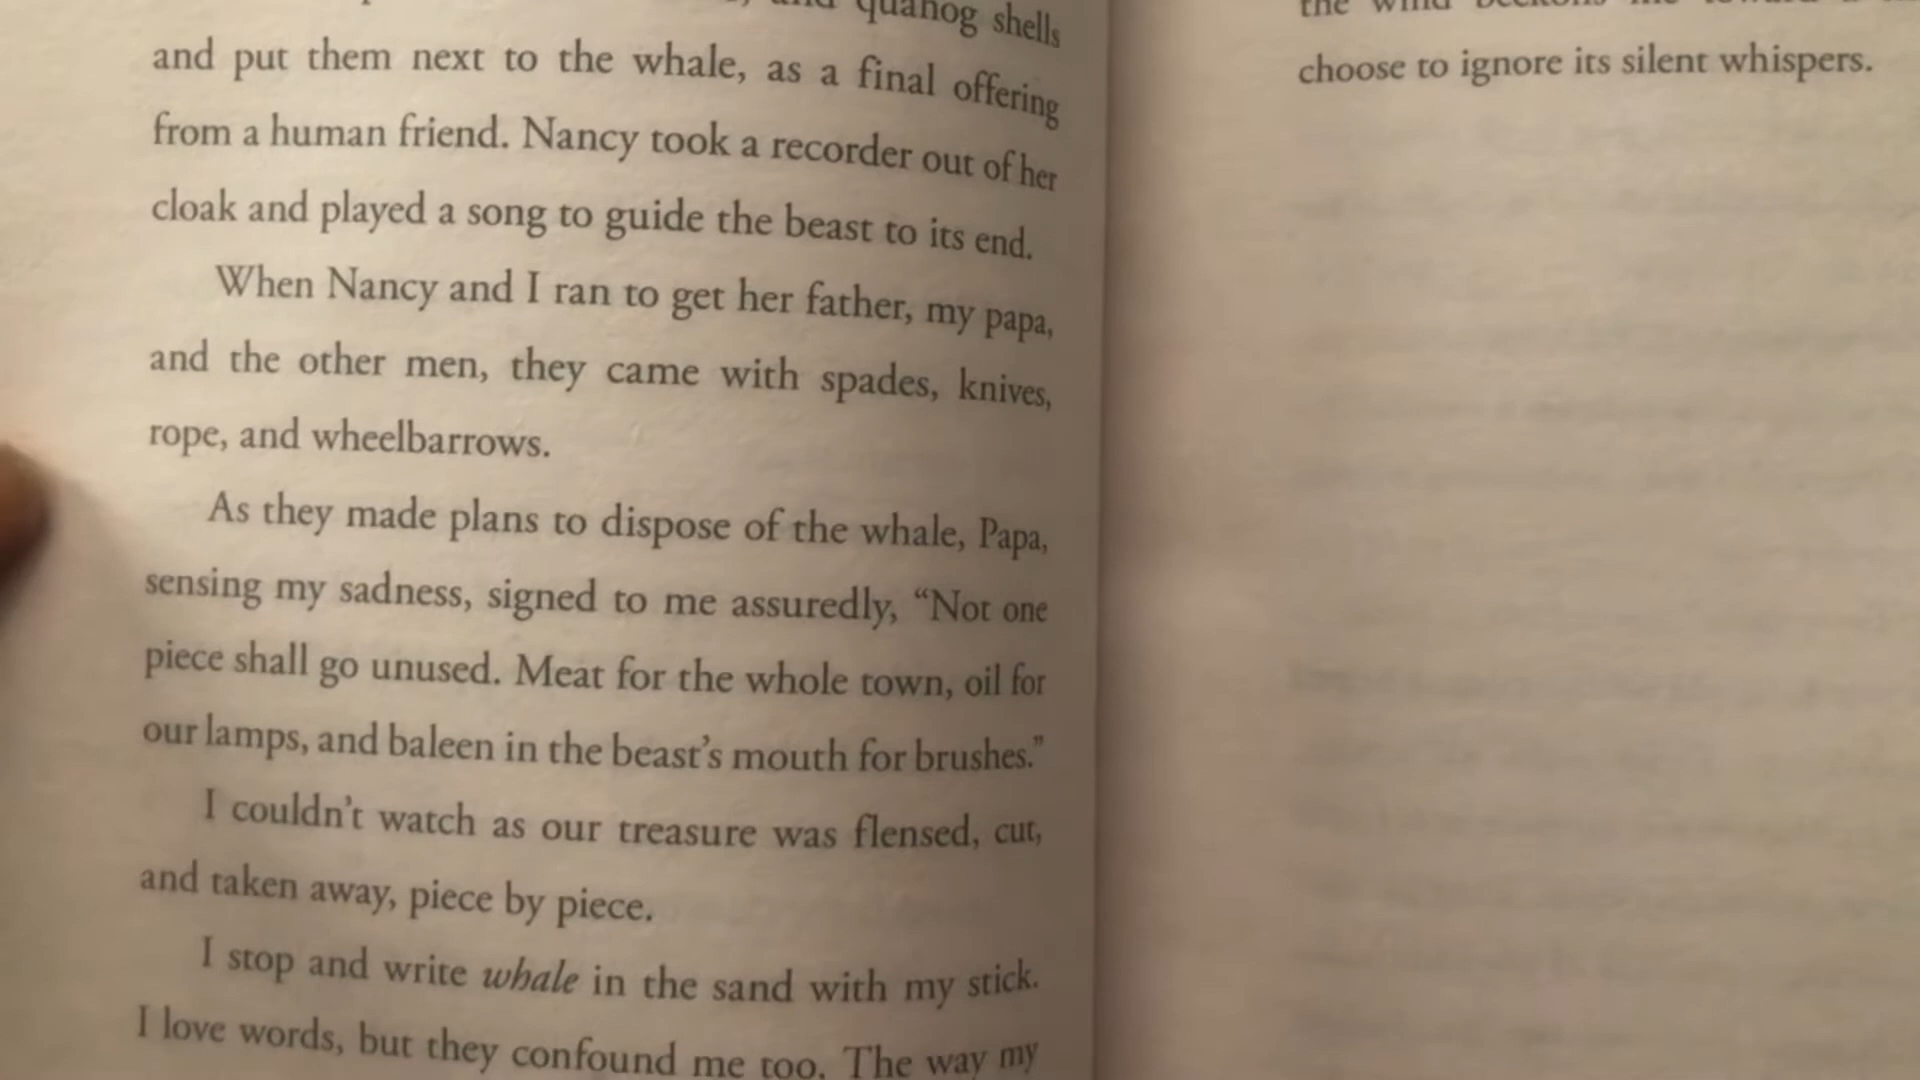 quahog shells
and put them next to the whale, as a final offering
from a human friend. Nancy took a recorder out of her
cloak and played a song to guide the beast to its end.
When Nancy and I ran to get her father, my papa,
and the other men, they came with spades, knives,
rope, and wheelbarrows.
As they made plans to dispose of the whale, Papa,
sensing my sadness, signed to me assuredly, “Not one
piece shall go unused. Meat for the whole town, oil for
our lamps, and baleen in the beast’s mouth for brushes.”
I couldn’t watch as our treasure was flensed, cut,
and taken away, piece by piece.
I stop and write whale in the sand with my stick.
I love words, but they confound me too. The way my
the wind
choose to ignore its silent whispers.